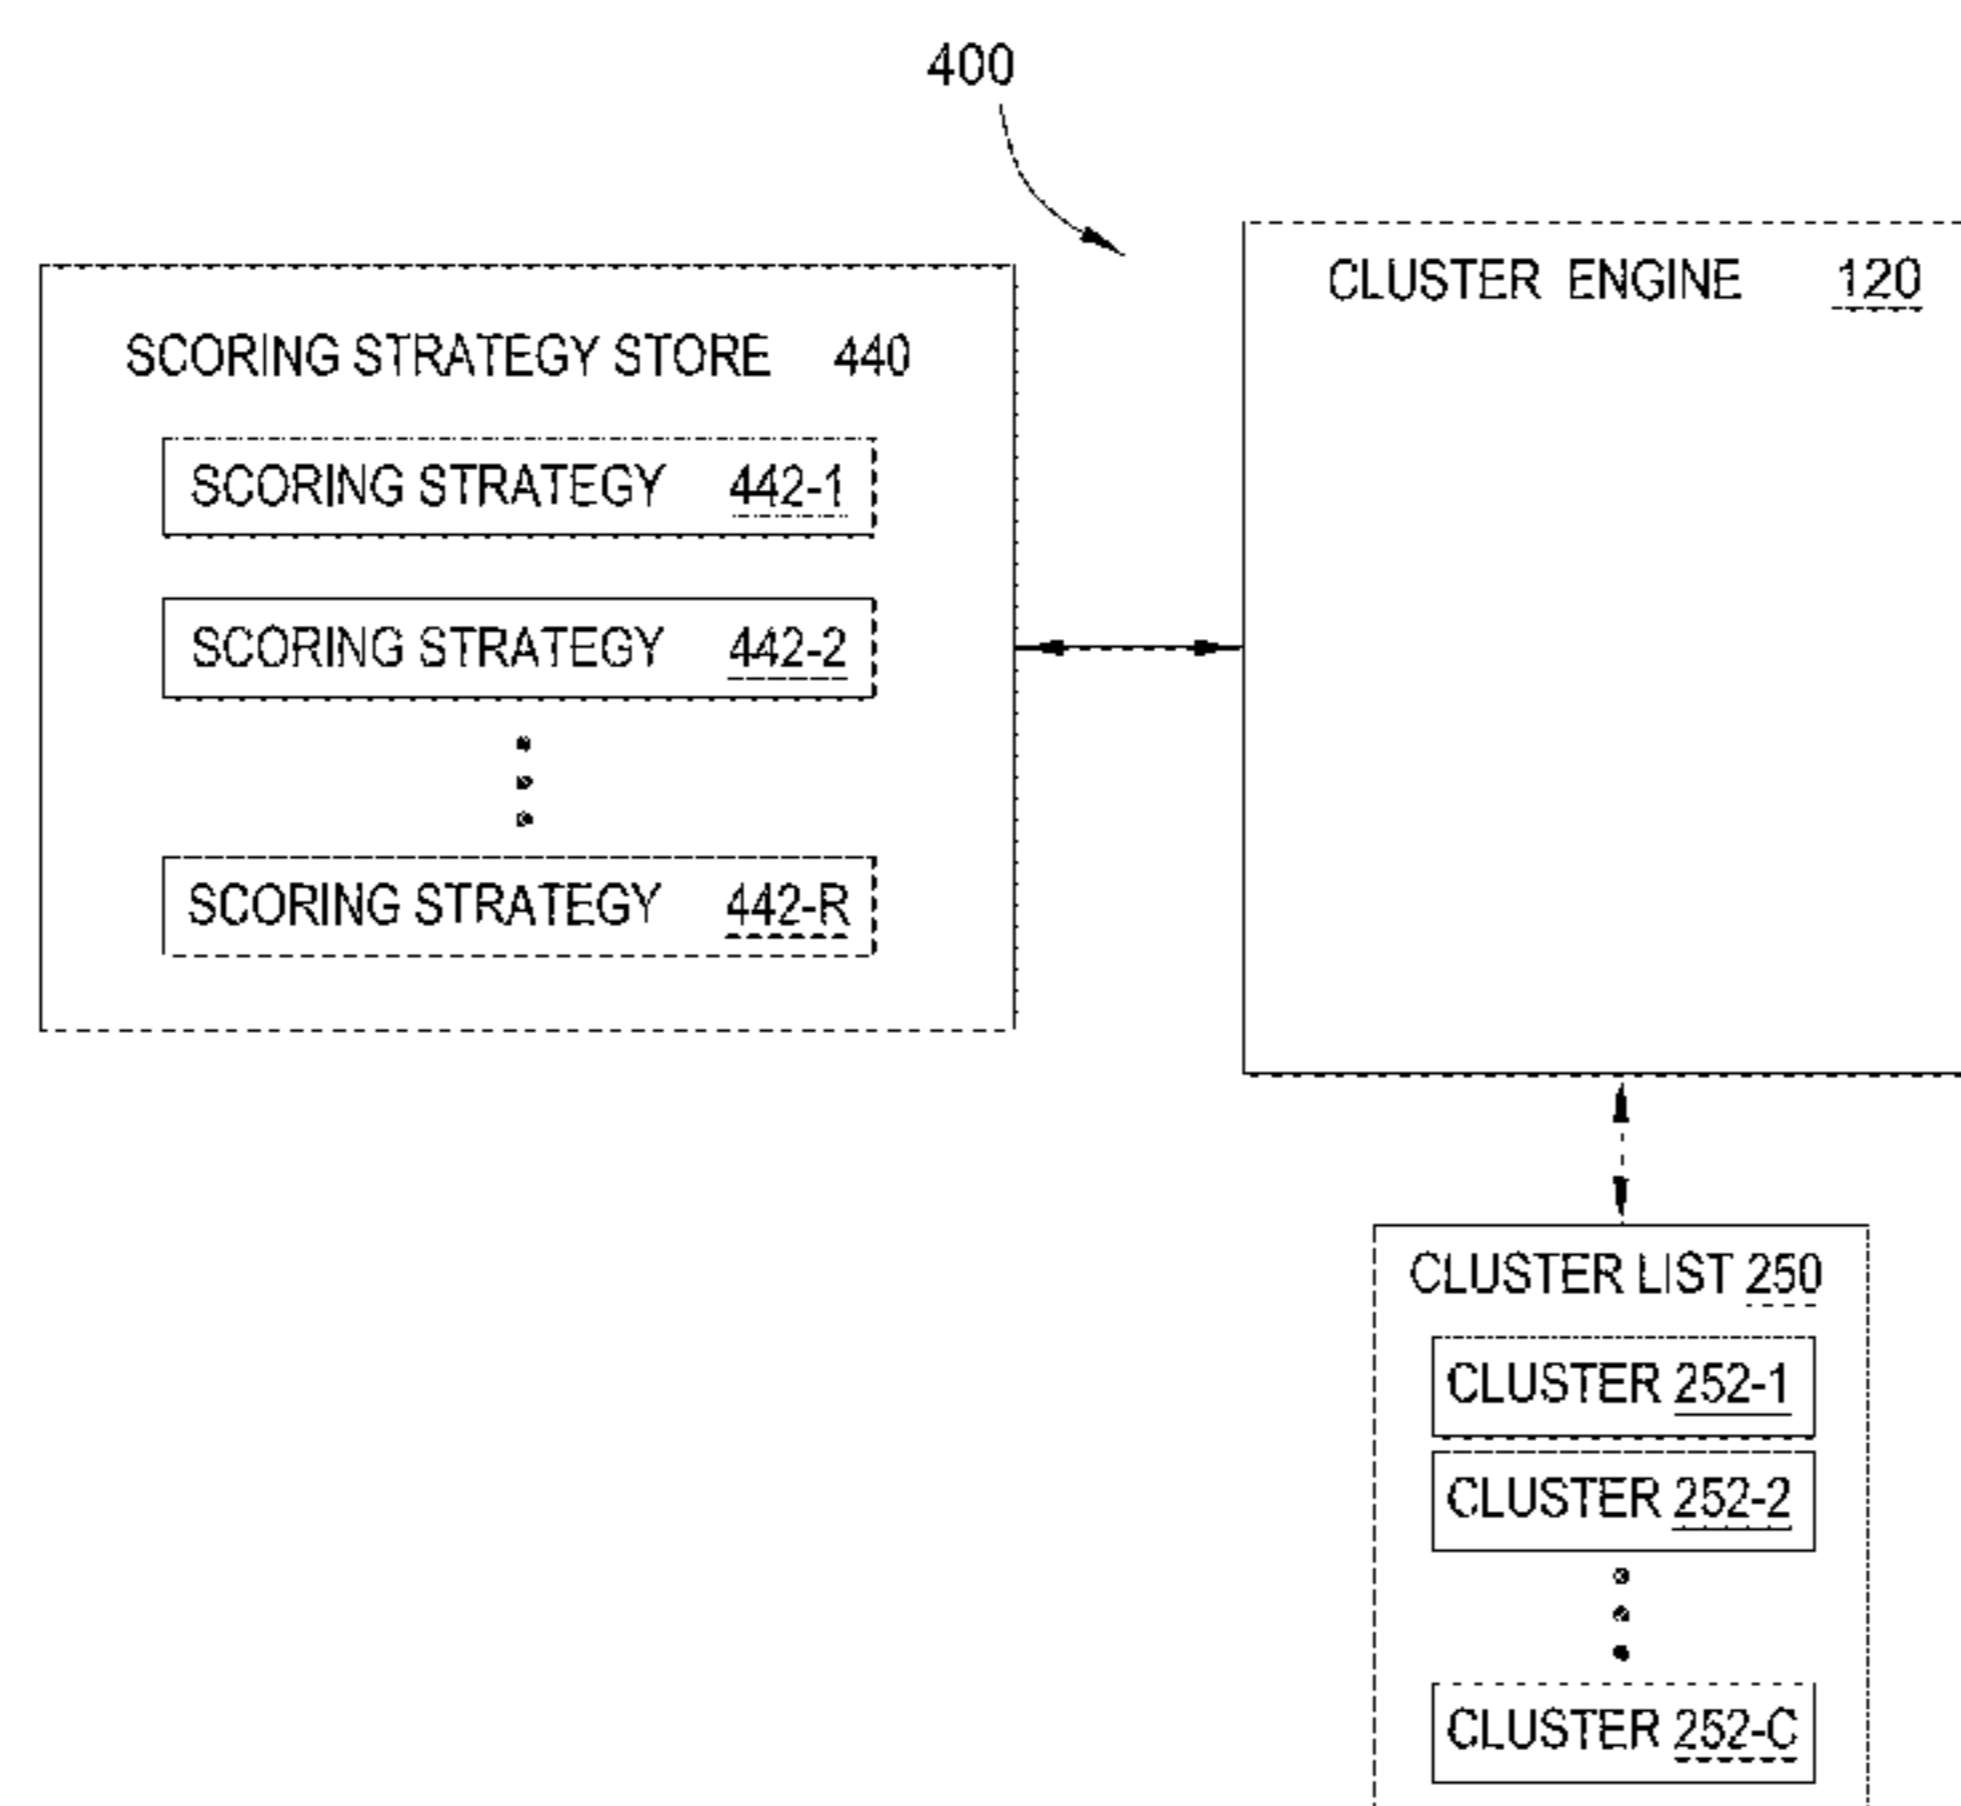 400
SCORING STRATEGY STORE 440
SCORING STRATEGY 442-1
SCORING STRATEGY 442-2
SCORING STRATEGY 442-R
CLUSTER ENGINE 120
CLUSTER LIST 250
CLUSTER 252-1
CLUSTER 252-2
CLUSTER 252-C